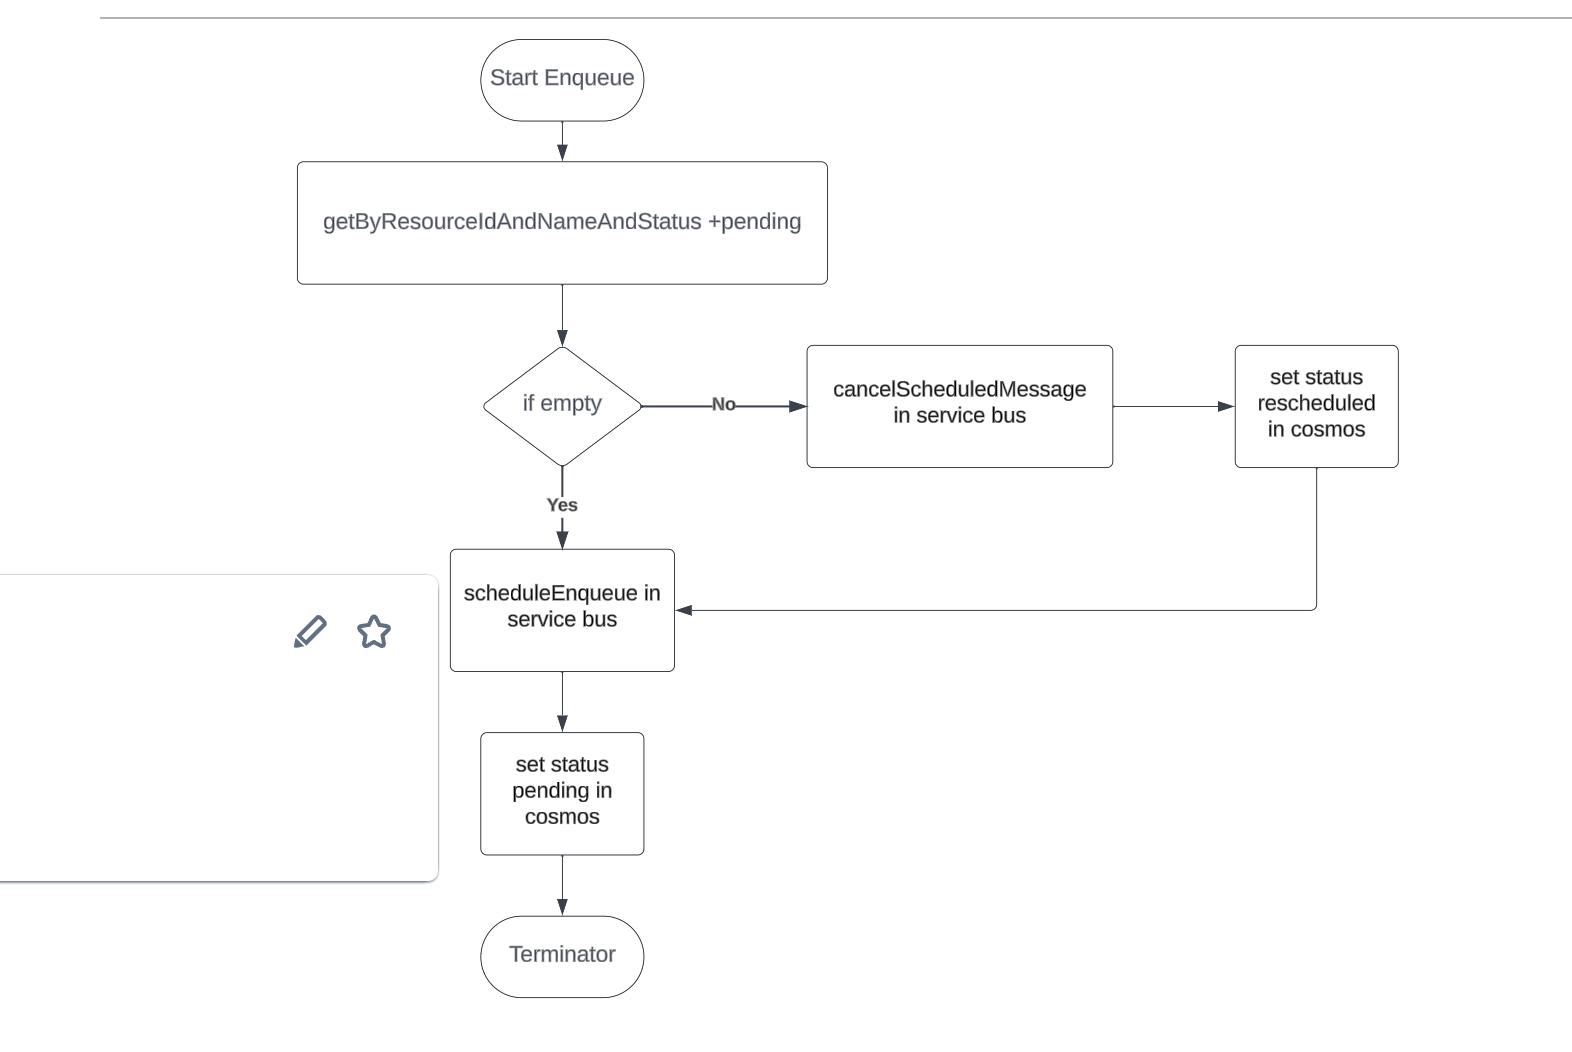 Start Enqueue
getByResourceIdAndNameAndStatus +pending
if empty
No
cancelScheduledMessage
in service bus
set status
rescheduled
in cosmos
Yes
scheduleEnqueue in
service bus
set status
pending in
cosmos
Terminator